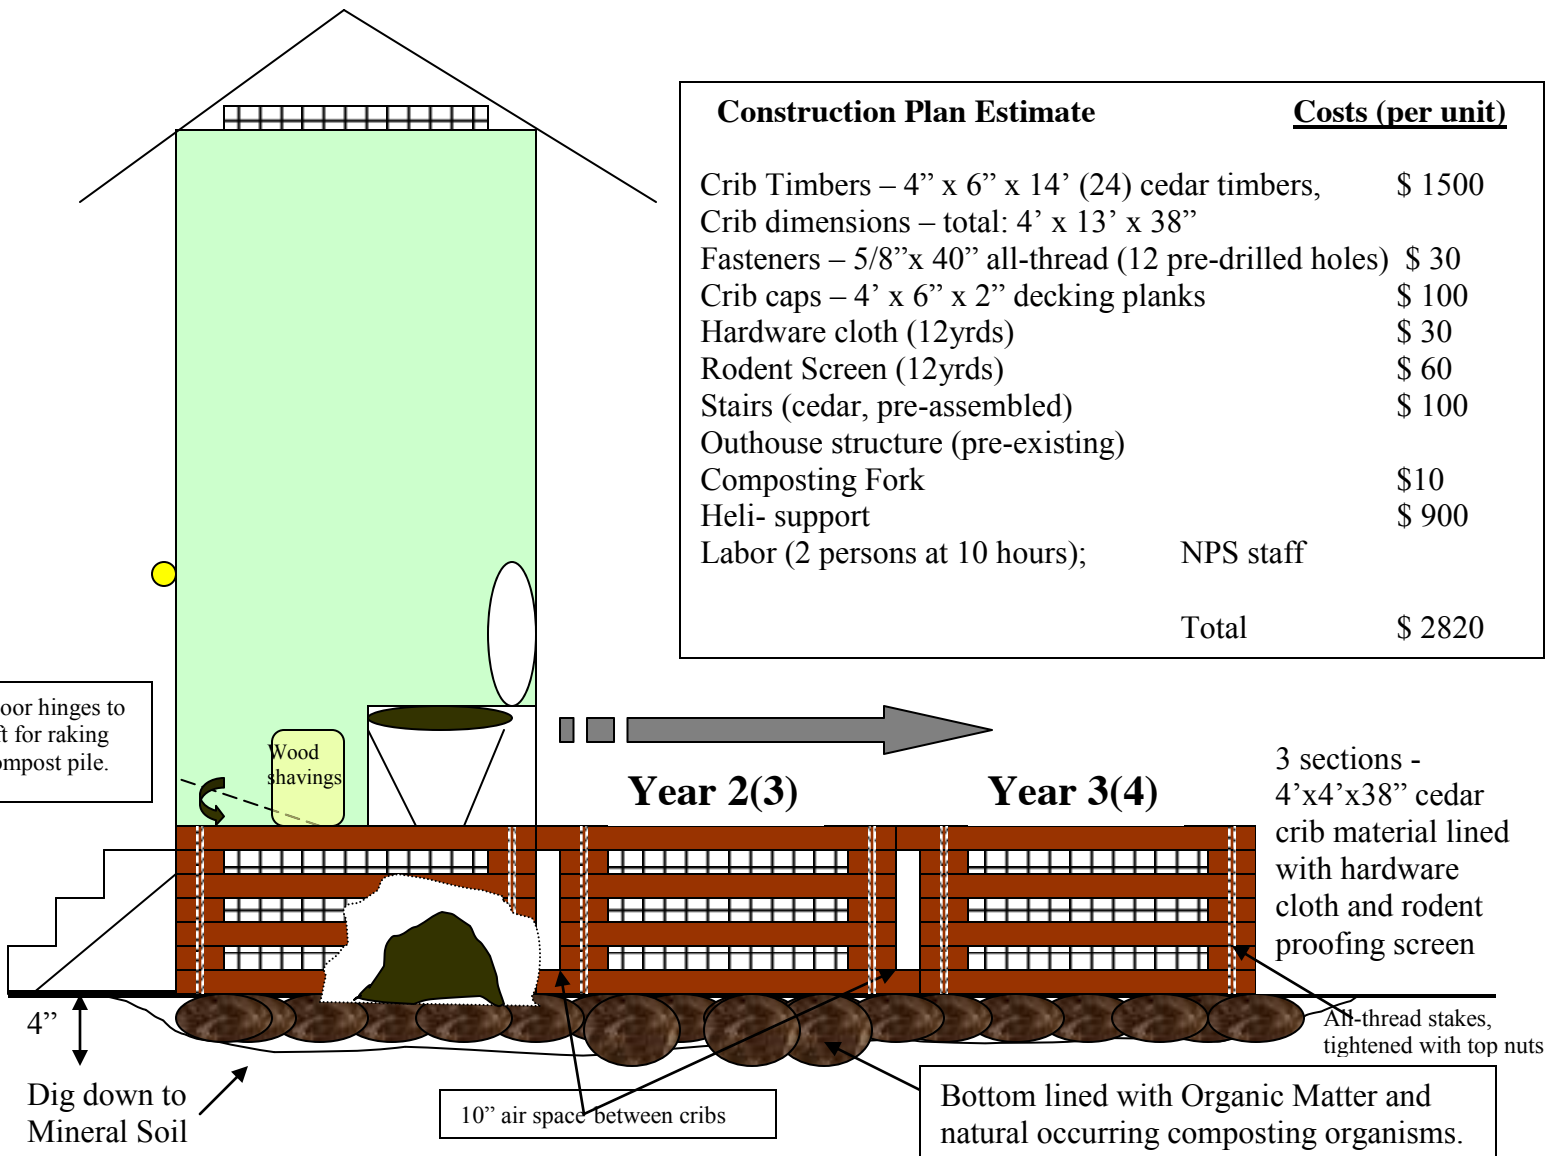 Construction Plan Estimate Costs (per unit)
Crib Timbers – 4” x 6” x 14’ (24) cedar timbers, $ 1500
Crib dimensions – total: 4’ x 13’ x 38”
Fasteners – 5/8”x 40” all-thread (12 pre-drilled holes) $ 30
Crib caps – 4’ x 6” x 2” decking planks $ 100
Hardware cloth (12yrds) $ 30
Rodent Screen (12yrds) $ 60
Stairs (cedar, pre-assembled) $ 100
Outhouse structure (pre-existing)
Composting Fork $10
Heli- support $ 900
Labor (2 persons at 10 hours); NPS staff
Total $ 2820
oor hinges to
ft for raking
ompost pile.
Wood
shavings
Year 2(3)
Year 3(4)
3 sections -
4’x4’x38” cedar
crib material lined
with hardware
cloth and rodent
proofing screen
All-thread stakes,
tightened with top nuts
4”
Dig down to
Mineral Soil
10” air space between cribs
Bottom lined with Organic Matter and
natural occurring composting organisms.